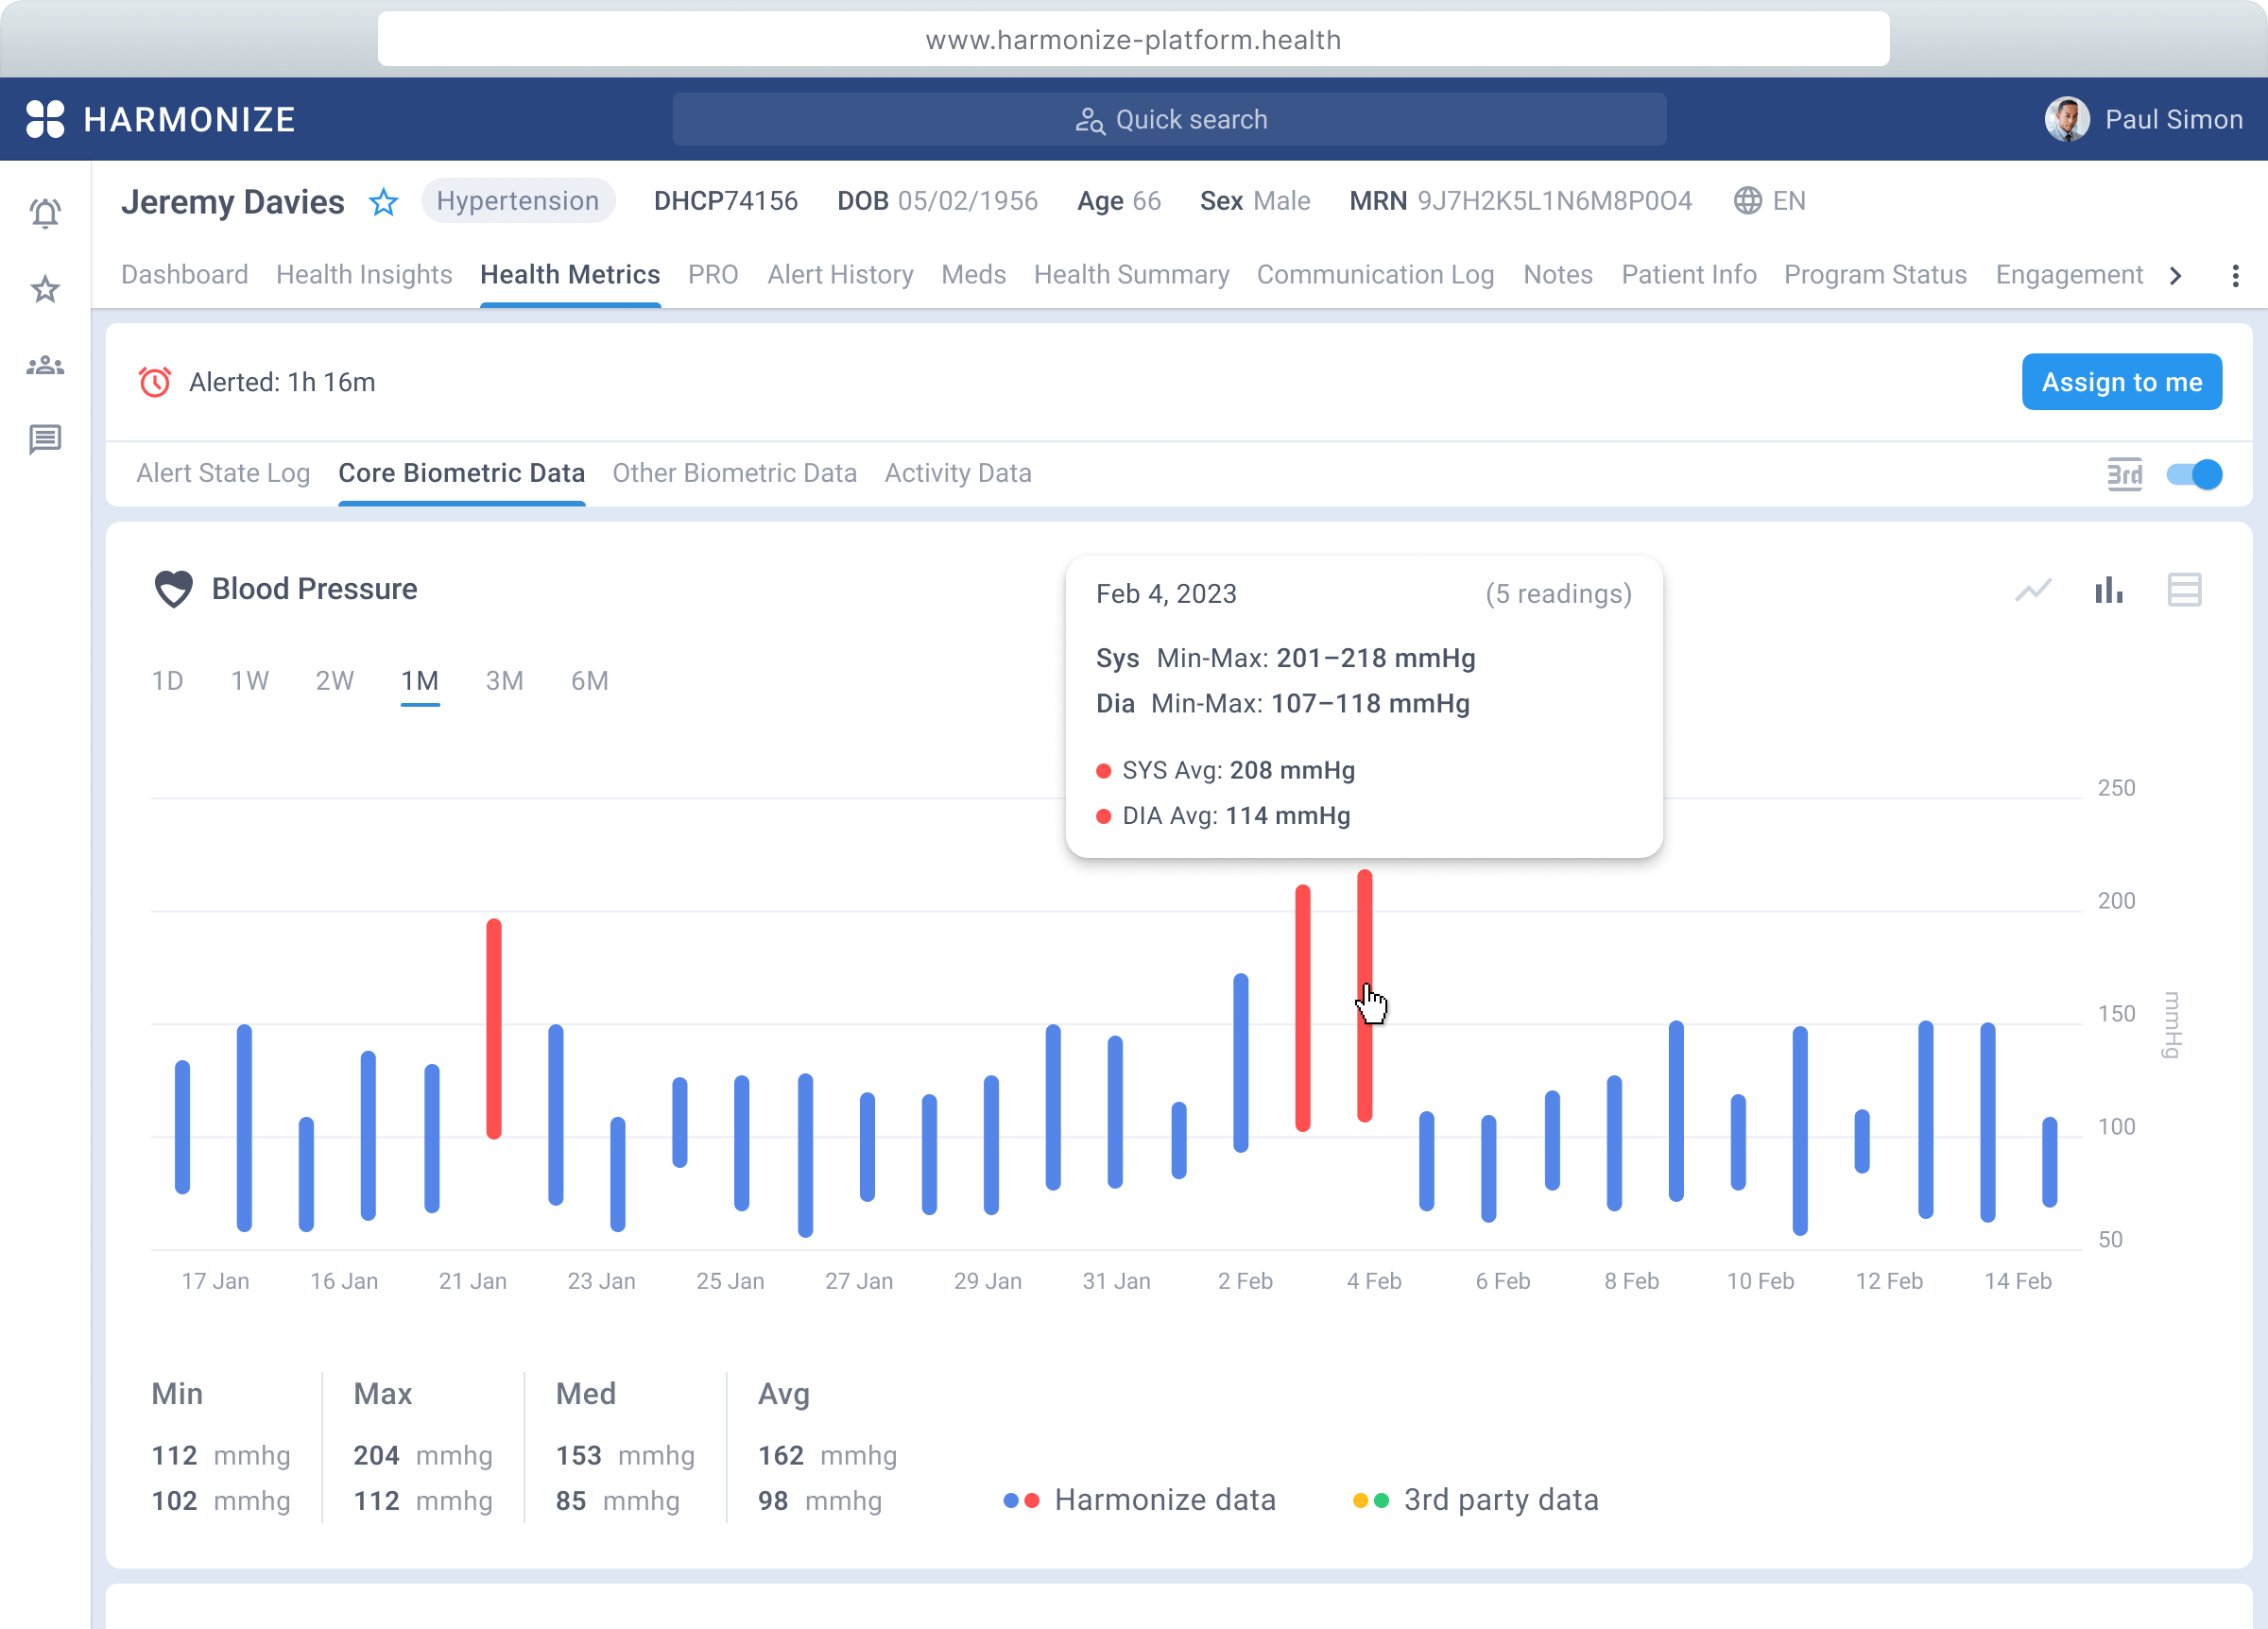 www.harmonize-platform.health
HARMONIZE
Quick search
Paul Simon
Jeremy Davies Hypertension DHCP74156 DOB 05/02/1956 Age 66 Sex Male MRN 9J7H2K5L1N6M8P0O4 EN
Dashboard Health Insights Health Metrics PRO Alert History Meds Health Summary Communication Log Notes Patient Info Program Status Engagement
Alerted: 1h 16m
Assign to me
Alert State Log Core Biometric Data Other Biometric Data Activity Data 3rd
Blood Pressure
1D 1W 2W 1M 3M 6M
Feb 4, 2023 (5 readings)
Sys Min-Max: 201–218 mmHg
Dia Min-Max: 107–118 mmHg
SYS Avg: 208 mmHg
DIA Avg: 114 mmHg
250
200
150
100
50
mmHg
17 Jan 16 Jan 21 Jan 23 Jan 25 Jan 27 Jan 29 Jan 31 Jan 2 Feb 4 Feb 6 Feb 8 Feb 10 Feb 12 Feb 14 Feb
Min Max Med Avg
112 mmhg 204 mmhg 153 mmhg 162 mmhg
102 mmhg 112 mmhg 85 mmhg 98 mmhg
Harmonize data 3rd party data